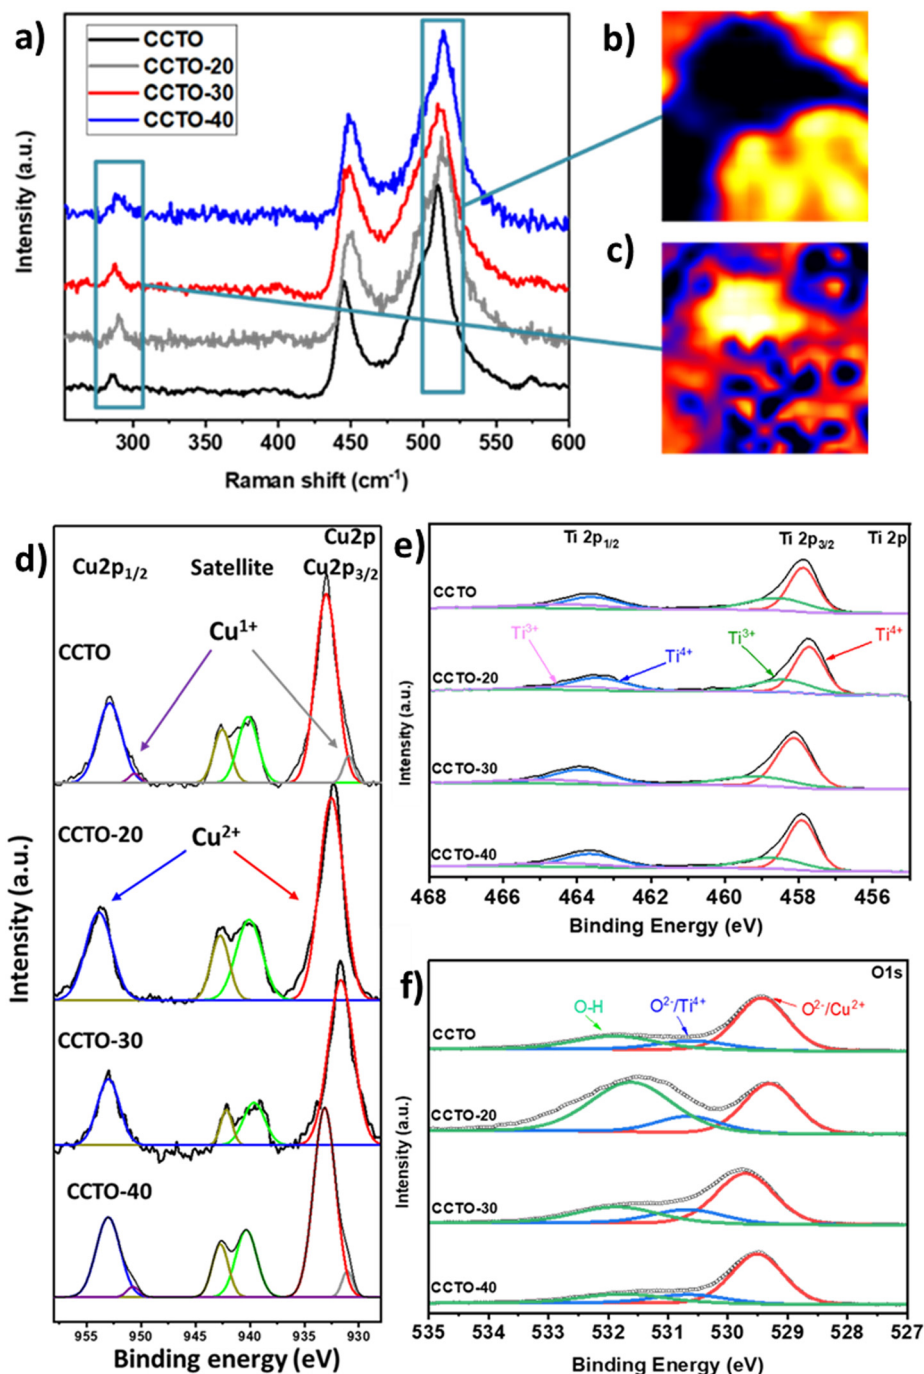 a)
CCTO
CCTO-20
CCTO-30
CCTO-40
Intensity (a.u.)
300 350 400 450 500 550 600
Raman shift (cm⁻¹)
b)
c)
d)
Cu2p
Cu2p₁/₂ Satellite Cu2p₃/₂
Cu¹⁺
CCTO
CCTO-20
Cu²⁺
CCTO-30
CCTO-40
Intensity (a.u.)
955 950 945 940 935 930
Binding energy (eV)
e)
Ti 2p₁/₂ Ti 2p₃/₂ Ti 2p
CCTO
Ti³⁺ Ti⁴⁺ Ti³⁺ Ti⁴⁺
CCTO-20
CCTO-30
CCTO-40
Intensity (a.u.)
468 466 464 462 460 458 456
Binding Energy (eV)
f)
O1s
O-H O²⁻/Ti⁴⁺ O²⁻/Cu²⁺
CCTO
CCTO-20
CCTO-30
CCTO-40
Intensity (a.u.)
535 534 533 532 531 530 529 528 527
Binding Energy (eV)